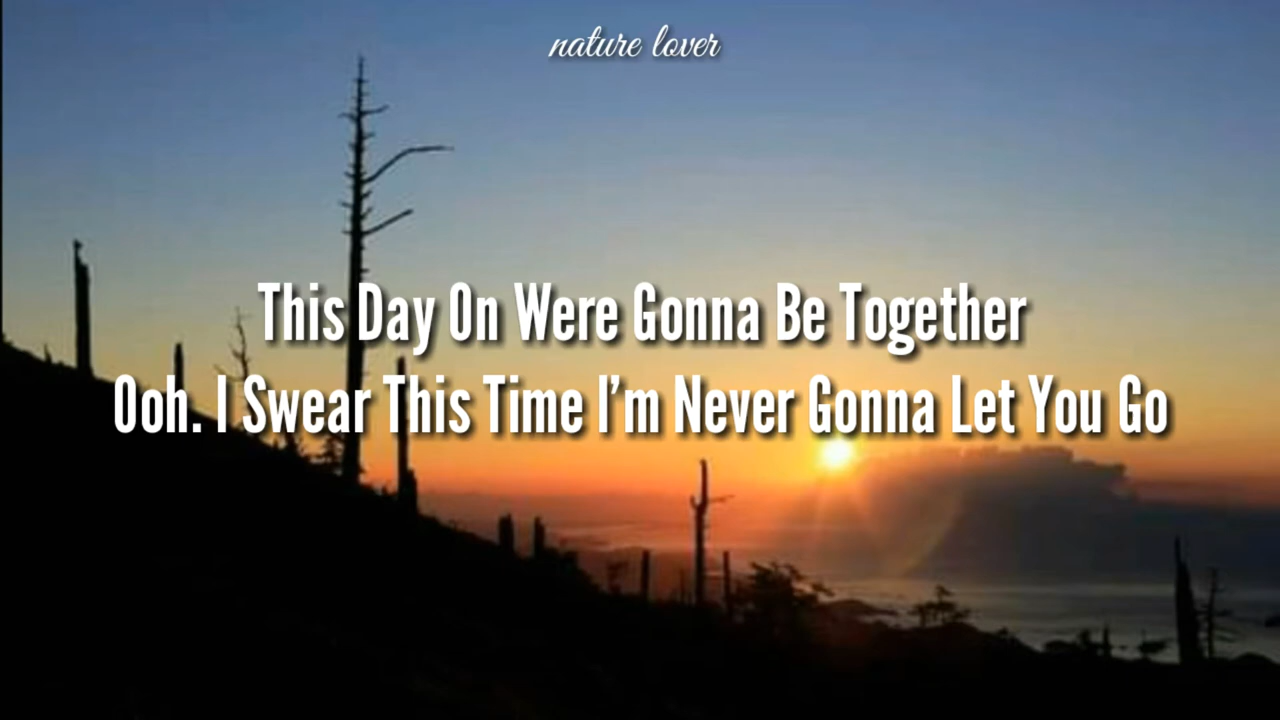 nature lover
This Day On Were Gonna Be Together
Ooh. I Swear This Time I'm Never Gonna Let You Go